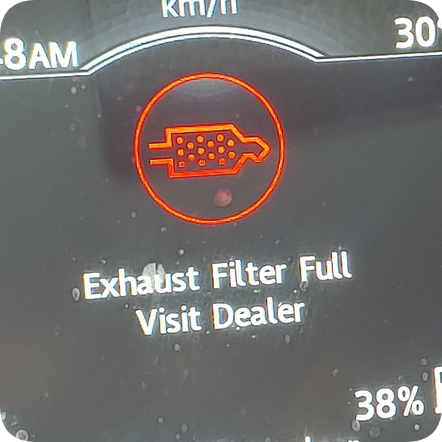 km/h
8AM
30°
Exhaust Filter Full
Visit Dealer
38%